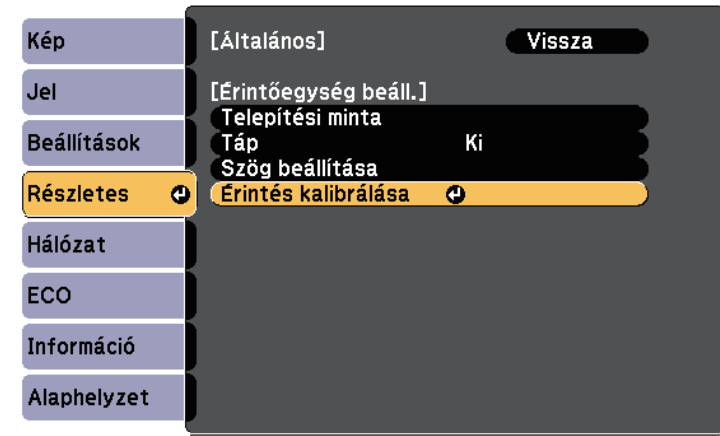 Kép
Jel
Beállítások
Részletes
Hálózat
ECO
Információ
Alaphelyzet
[Általános]
Vissza
[Érintőegység beáll.]
Telepítési minta
Táp Ki
Szög beállítása
Érintés kalibrálása